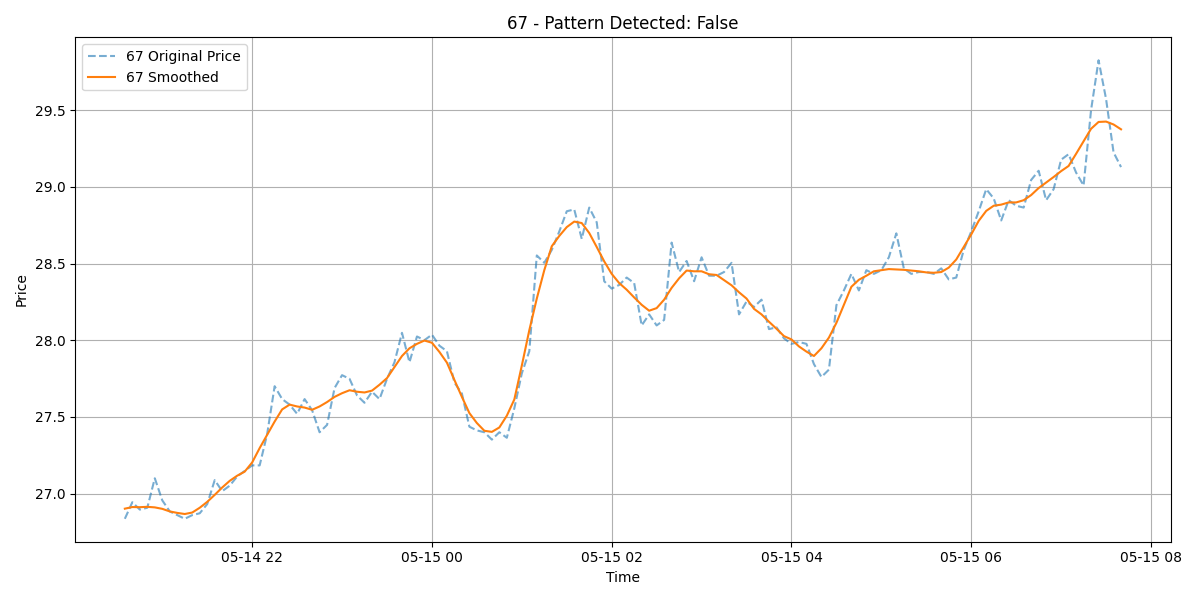 67 - Pattern Detected: False
67 Original Price
67 Smoothed
Price
29.5
29.0
28.5
28.0
27.5
27.0
05-14 22
05-15 00
05-15 02
05-15 04
05-15 06
05-15 08
Time